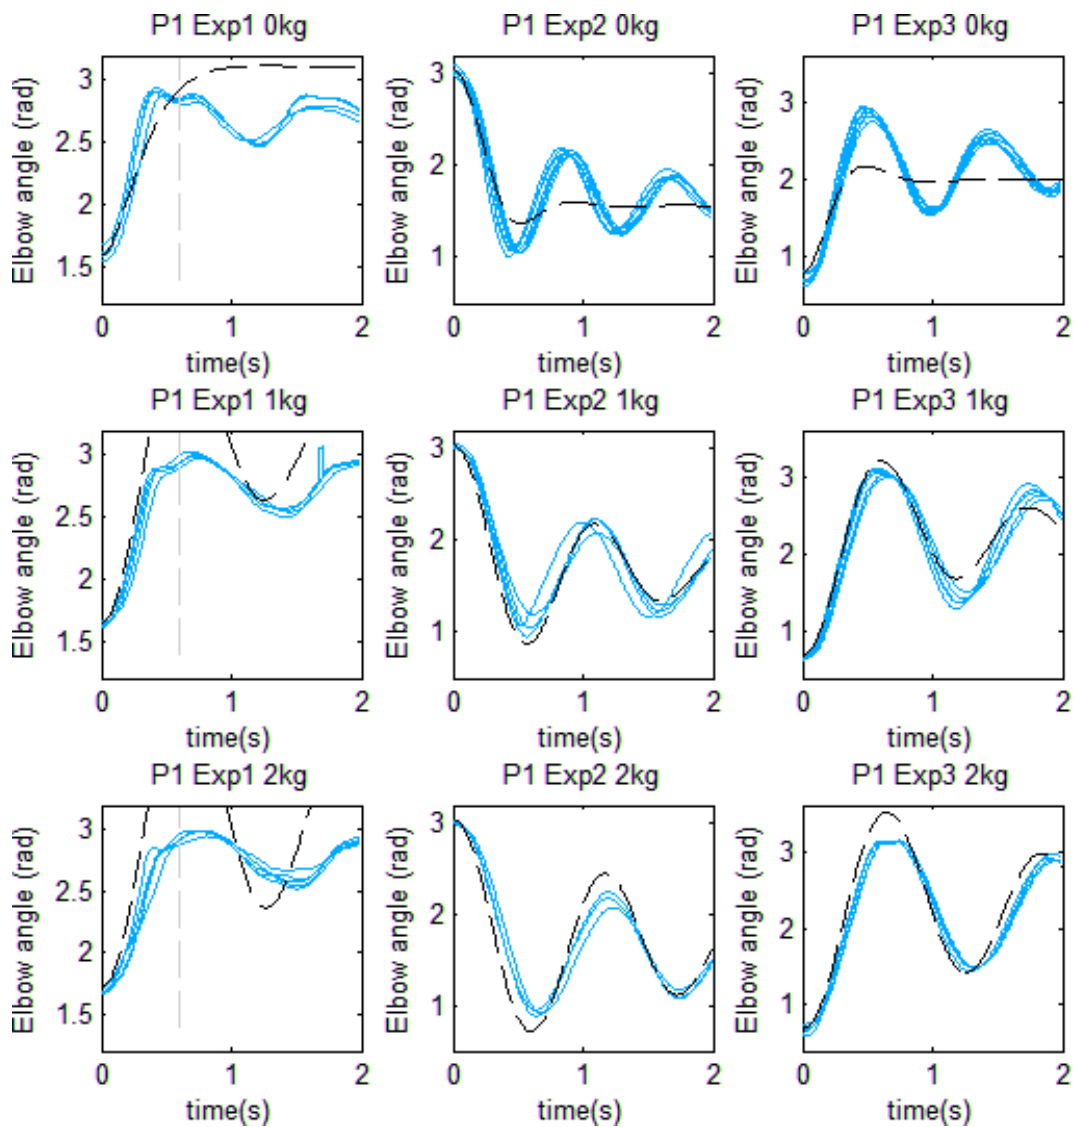 P1 Exp1 0kg
P1 Exp2 0kg
P1 Exp3 0kg
Elbow angle (rad)
3
2.5
2
1.5
0
1
2
time(s)
Elbow angle (rad)
3
2
1
0
1
2
time(s)
Elbow angle (rad)
3
2
1
0
1
2
time(s)
P1 Exp1 1kg
P1 Exp2 1kg
P1 Exp3 1kg
Elbow angle (rad)
3
2.5
2
1.5
0
1
2
time(s)
Elbow angle (rad)
3
2
1
0
1
2
time(s)
Elbow angle (rad)
3
2
1
0
1
2
time(s)
P1 Exp1 2kg
P1 Exp2 2kg
P1 Exp3 2kg
Elbow angle (rad)
3
2.5
2
1.5
0
1
2
time(s)
Elbow angle (rad)
3
2
1
0
1
2
time(s)
Elbow angle (rad)
3
2
1
0
1
2
time(s)